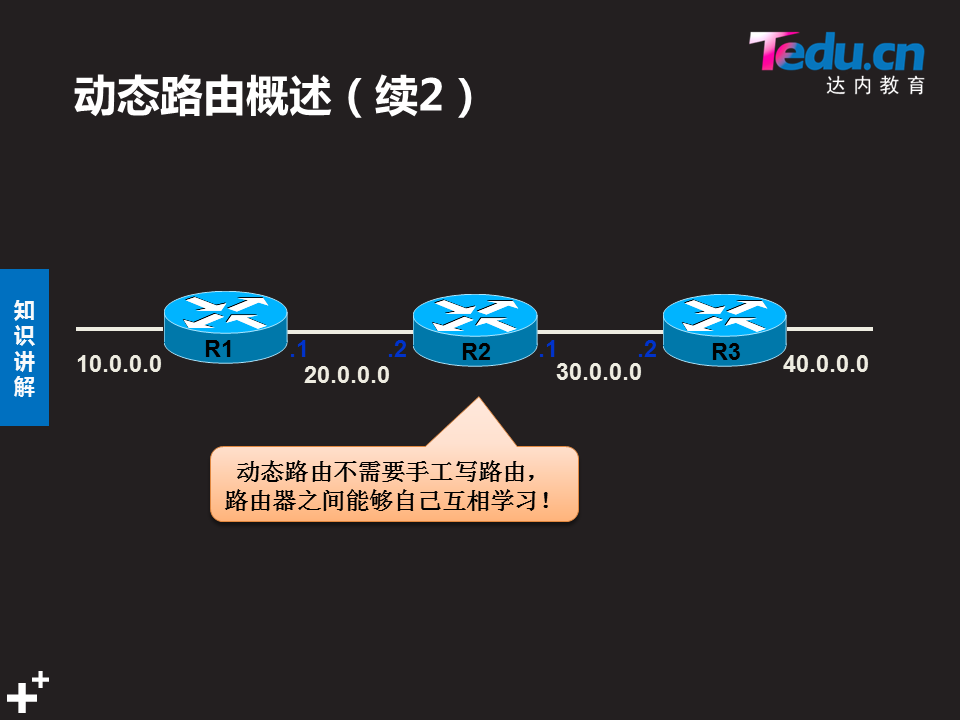 Tedu.cn
达内教育
动态路由概述（续2）
知识讲解
R1
R2
R3
.1
.2
.1
.2
10.0.0.0
20.0.0.0
30.0.0.0
40.0.0.0
动态路由不需要手工写路由，
路由器之间能够自己互相学习！